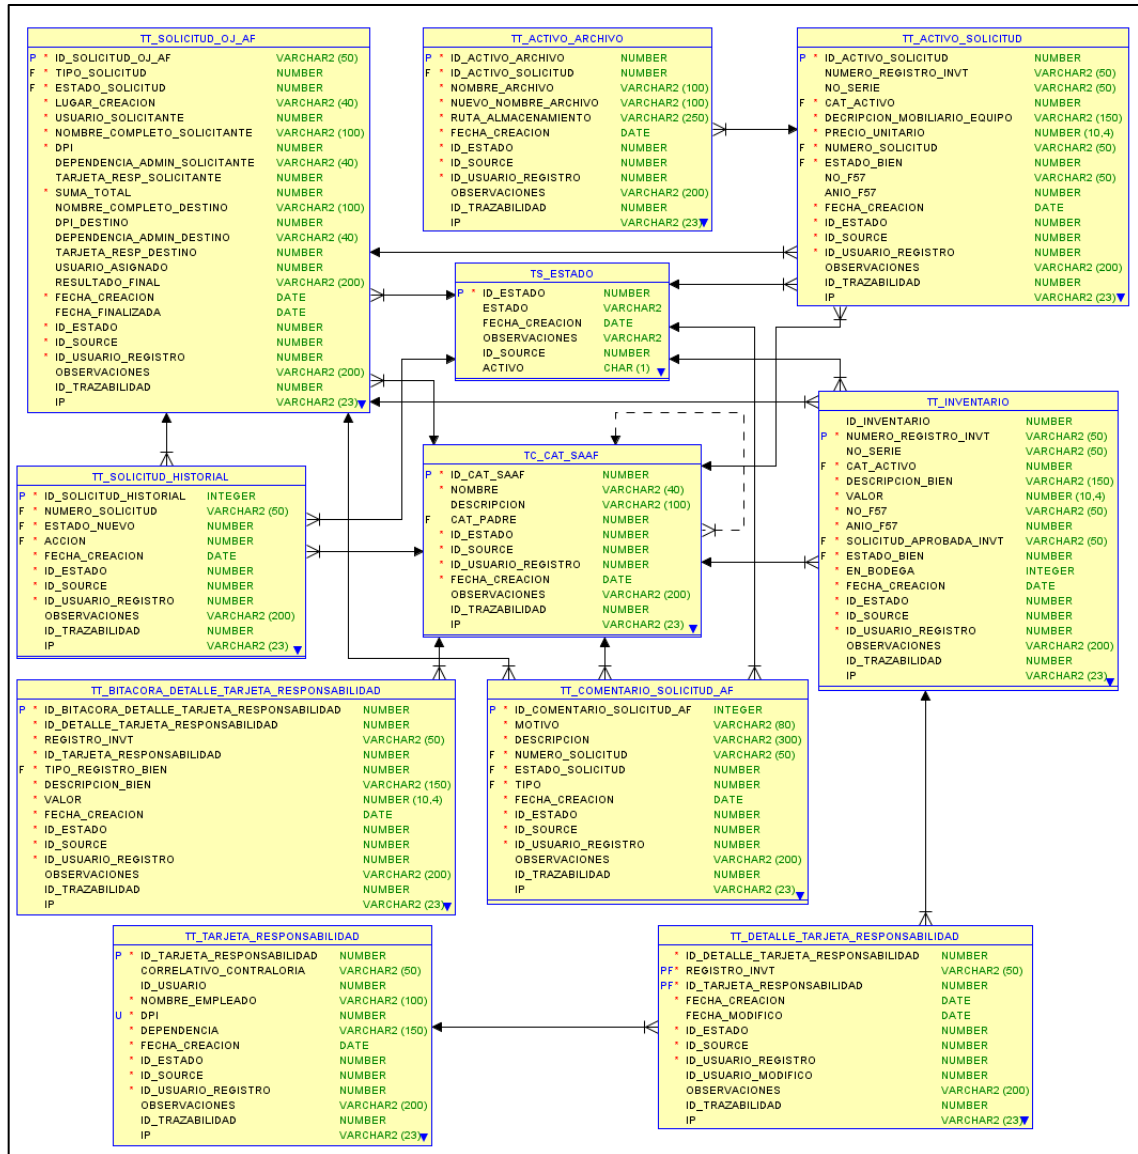 TT_SOLICITUD_OJ_AF
P * ID_SOLICITUD_OJ_AF VARCHAR2 (50)
F * TIPO_SOLICITUD NUMBER
F * ESTADO_SOLICITUD NUMBER
* LUGAR_CREACION VARCHAR2 (40)
* USUARIO_SOLICITANTE NUMBER
* NOMBRE_COMPLETO_SOLICITANTE VARCHAR2 (100)
* DPI NUMBER
DEPENDENCIA_ADMIN_SOLICITANTE VARCHAR2 (40)
TARJETA_RESP_SOLICITANTE NUMBER
* SUMA_TOTAL NUMBER
NOMBRE_COMPLETO_DESTINO VARCHAR2 (100)
DPI_DESTINO NUMBER
DEPENDENCIA_ADMIN_DESTINO VARCHAR2 (40)
TARJETA_RESP_DESTINO NUMBER
USUARIO_ASIGNADO NUMBER
RESULTADO_FINAL VARCHAR2 (200)
* FECHA_CREACION DATE
FECHA_FINALIZADA DATE
* ID_ESTADO NUMBER
* ID_SOURCE NUMBER
* ID_USUARIO_REGISTRO NUMBER
OBSERVACIONES VARCHAR2 (200)
ID_TRAZABILIDAD NUMBER
IP VARCHAR2 (23)
TT_ACTIVO_ARCHIVO
P * ID_ACTIVO_ARCHIVO NUMBER
F * ID_ACTIVO_SOLICITUD NUMBER
* NOMBRE_ARCHIVO VARCHAR2 (100)
* NUEVO_NOMBRE_ARCHIVO VARCHAR2 (100)
* RUTA_ALMACENAMIENTO VARCHAR2 (250)
* FECHA_CREACION DATE
* ID_ESTADO NUMBER
* ID_SOURCE NUMBER
* ID_USUARIO_REGISTRO NUMBER
OBSERVACIONES VARCHAR2 (200)
ID_TRAZABILIDAD NUMBER
IP VARCHAR2 (23)
TT_ACTIVO_SOLICITUD
P * ID_ACTIVO_SOLICITUD NUMBER
NUMERO_REGISTRO_INVT VARCHAR2 (50)
NO_SERIE VARCHAR2 (50)
F * CAT_ACTIVO NUMBER
* DECRIPCION_MOBILIARIO_EQUIPO VARCHAR2 (150)
* PRECIO_UNITARIO NUMBER (10,4)
F * NUMERO_SOLICITUD VARCHAR2 (50)
F * ESTADO_BIEN NUMBER
NO_F57 VARCHAR2 (50)
ANIO_F57 NUMBER
* FECHA_CREACION DATE
* ID_ESTADO NUMBER
* ID_SOURCE NUMBER
* ID_USUARIO_REGISTRO NUMBER
OBSERVACIONES VARCHAR2 (200)
ID_TRAZABILIDAD NUMBER
IP VARCHAR2 (23)
TS_ESTADO
P * ID_ESTADO NUMBER
ESTADO VARCHAR2
FECHA_CREACION DATE
OBSERVACIONES VARCHAR2
ID_SOURCE NUMBER
ACTIVO CHAR (1)
TT_INVENTARIO
ID_INVENTARIO NUMBER
P * NUMERO_REGISTRO_INVT VARCHAR2 (50)
NO_SERIE VARCHAR2 (50)
F * CAT_ACTIVO NUMBER
* DESCRIPCION_BIEN VARCHAR2 (150)
* VALOR NUMBER (10,4)
* NO_F57 VARCHAR2 (50)
* ANIO_F57 NUMBER
F * SOLICITUD_APROBADA_INVT VARCHAR2 (50)
F * ESTADO_BIEN NUMBER
* EN_BODEGA INTEGER
* FECHA_CREACION DATE
* ID_ESTADO NUMBER
* ID_SOURCE NUMBER
* ID_USUARIO_REGISTRO NUMBER
OBSERVACIONES VARCHAR2 (200)
ID_TRAZABILIDAD NUMBER
IP VARCHAR2 (23)
TT_SOLICITUD_HISTORIAL
P * ID_SOLICITUD_HISTORIAL INTEGER
F * NUMERO_SOLICITUD VARCHAR2 (50)
F * ESTADO_NUEVO NUMBER
F * ACCION NUMBER
* FECHA_CREACION DATE
* ID_ESTADO NUMBER
* ID_SOURCE NUMBER
* ID_USUARIO_REGISTRO NUMBER
OBSERVACIONES VARCHAR2 (200)
ID_TRAZABILIDAD NUMBER
IP VARCHAR2 (23)
TC_CAT_SAAF
P * ID_CAT_SAAF NUMBER
* NOMBRE VARCHAR2 (40)
DESCRIPCION VARCHAR2 (100)
F CAT_PADRE NUMBER
* ID_ESTADO NUMBER
* ID_SOURCE NUMBER
* ID_USUARIO_REGISTRO NUMBER
* FECHA_CREACION DATE
OBSERVACIONES VARCHAR2 (200)
ID_TRAZABILIDAD NUMBER
IP VARCHAR2 (23)
TT_BITACORA_DETALLE_TARJETA_RESPONSABILIDAD
P * ID_BITACORA_DETALLE_TARJETA_RESPONSABILIDAD NUMBER
* ID_DETALLE_TARJETA_RESPONSABILIDAD NUMBER
* REGISTRO_INVT VARCHAR2 (50)
* ID_TARJETA_RESPONSABILIDAD NUMBER
F * TIPO_REGISTRO_BIEN NUMBER
* DESCRIPCION_BIEN VARCHAR2 (150)
* VALOR NUMBER (10,4)
* FECHA_CREACION DATE
* ID_ESTADO NUMBER
* ID_SOURCE NUMBER
* ID_USUARIO_REGISTRO NUMBER
OBSERVACIONES VARCHAR2 (200)
ID_TRAZABILIDAD NUMBER
IP VARCHAR2 (23)
TT_COMENTARIO_SOLICITUD_AF
P * ID_COMENTARIO_SOLICITUD_AF INTEGER
* MOTIVO VARCHAR2 (80)
* DESCRIPCION VARCHAR2 (300)
F * NUMERO_SOLICITUD VARCHAR2 (50)
F * ESTADO_SOLICITUD NUMBER
F * TIPO NUMBER
* FECHA_CREACION DATE
* ID_ESTADO NUMBER
* ID_SOURCE NUMBER
* ID_USUARIO_REGISTRO NUMBER
OBSERVACIONES VARCHAR2 (200)
ID_TRAZABILIDAD NUMBER
IP VARCHAR2 (23)
TT_TARJETA_RESPONSABILIDAD
P * ID_TARJETA_RESPONSABILIDAD NUMBER
CORRELATIVO_CONTRALORIA VARCHAR2 (50)
ID_USUARIO NUMBER
* NOMBRE_EMPLEADO VARCHAR2 (100)
U * DPI NUMBER
* DEPENDENCIA VARCHAR2 (150)
* FECHA_CREACION DATE
* ID_ESTADO NUMBER
* ID_SOURCE NUMBER
* ID_USUARIO_REGISTRO NUMBER
OBSERVACIONES VARCHAR2 (200)
ID_TRAZABILIDAD NUMBER
IP VARCHAR2 (23)
TT_DETALLE_TARJETA_RESPONSABILIDAD
* ID_DETALLE_TARJETA_RESPONSABILIDAD NUMBER
PF* REGISTRO_INVT VARCHAR2 (50)
PF* ID_TARJETA_RESPONSABILIDAD NUMBER
* FECHA_CREACION DATE
FECHA_MODIFICO DATE
* ID_ESTADO NUMBER
* ID_SOURCE NUMBER
* ID_USUARIO_REGISTRO NUMBER
ID_USUARIO_MODIFICO NUMBER
OBSERVACIONES VARCHAR2 (200)
ID_TRAZABILIDAD NUMBER
IP VARCHAR2 (23)